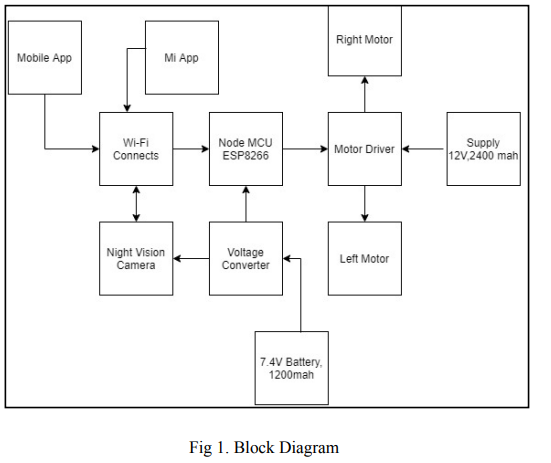 Right Motor
Mobile App
Mi App
Wi-Fi
Connects
Node MCU
ESP8266
Motor Driver
Supply
12V,2400 mah
Night Vision
Camera
Voltage
Converter
Left Motor
7.4V Battery,
1200mah
Fig 1. Block Diagram